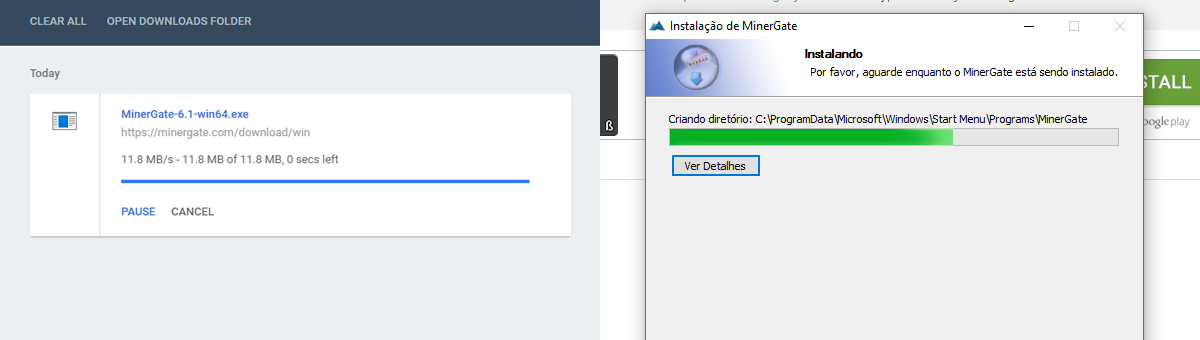 CLEAR ALL OPEN DOWNLOADS FOLDER
Today
MinerGate-6.1-win64.exe
https://minergate.com/download/win
11.8 MB/s - 11.8 MB of 11.8 MB, 0 secs left
PAUSE CANCEL
Instalação de MinerGate
Instalando
Por favor, aguarde enquanto o MinerGate está sendo instalado.
Criando diretório: C:\ProgramData\Microsoft\Windows\Start Menu\Programs\MinerGate
Ver Detalhes
ß
STALL
oogle play